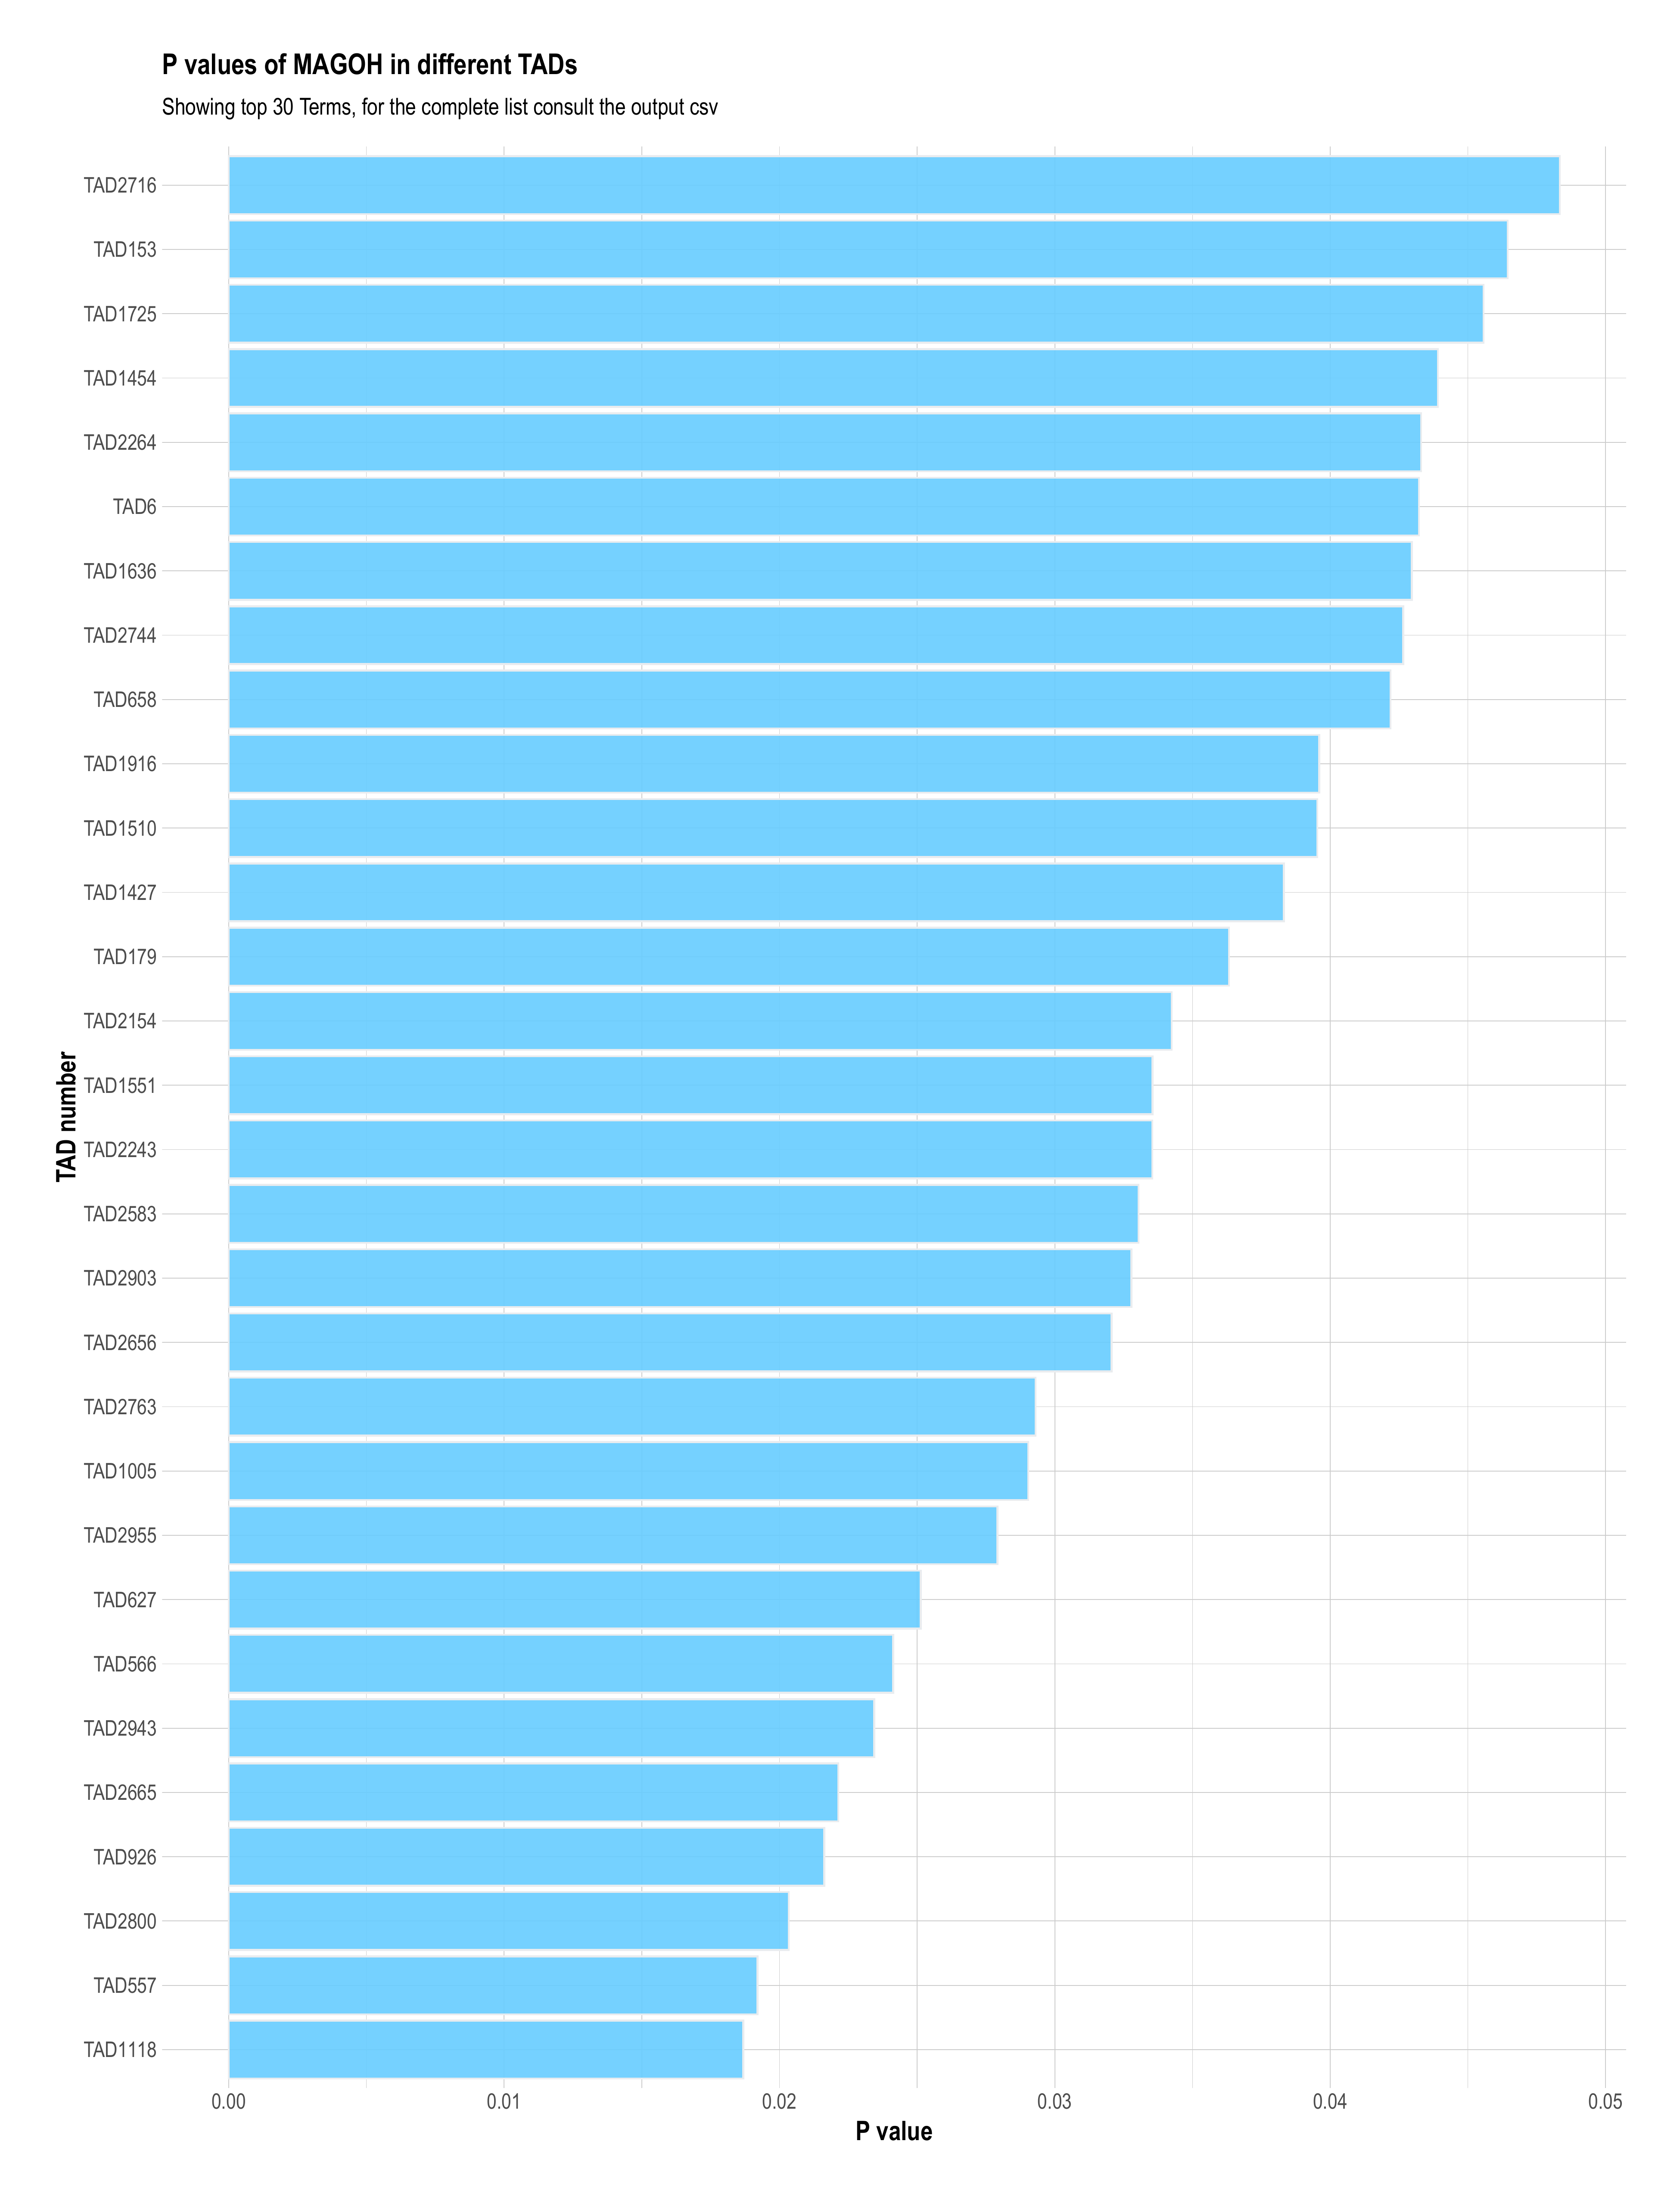 P values of MAGOH in different TADs
Showing top 30 Terms, for the complete list consult the output csv
TAD number
TAD2716
TAD153
TAD1725
TAD1454
TAD2264
TAD6
TAD1636
TAD2744
TAD658
TAD1916
TAD1510
TAD1427
TAD179
TAD2154
TAD1551
TAD2243
TAD2583
TAD2903
TAD2656
TAD2763
TAD1005
TAD2955
TAD627
TAD566
TAD2943
TAD2665
TAD926
TAD2800
TAD557
TAD1118
0.00 0.01 0.02 0.03 0.04 0.05
P value